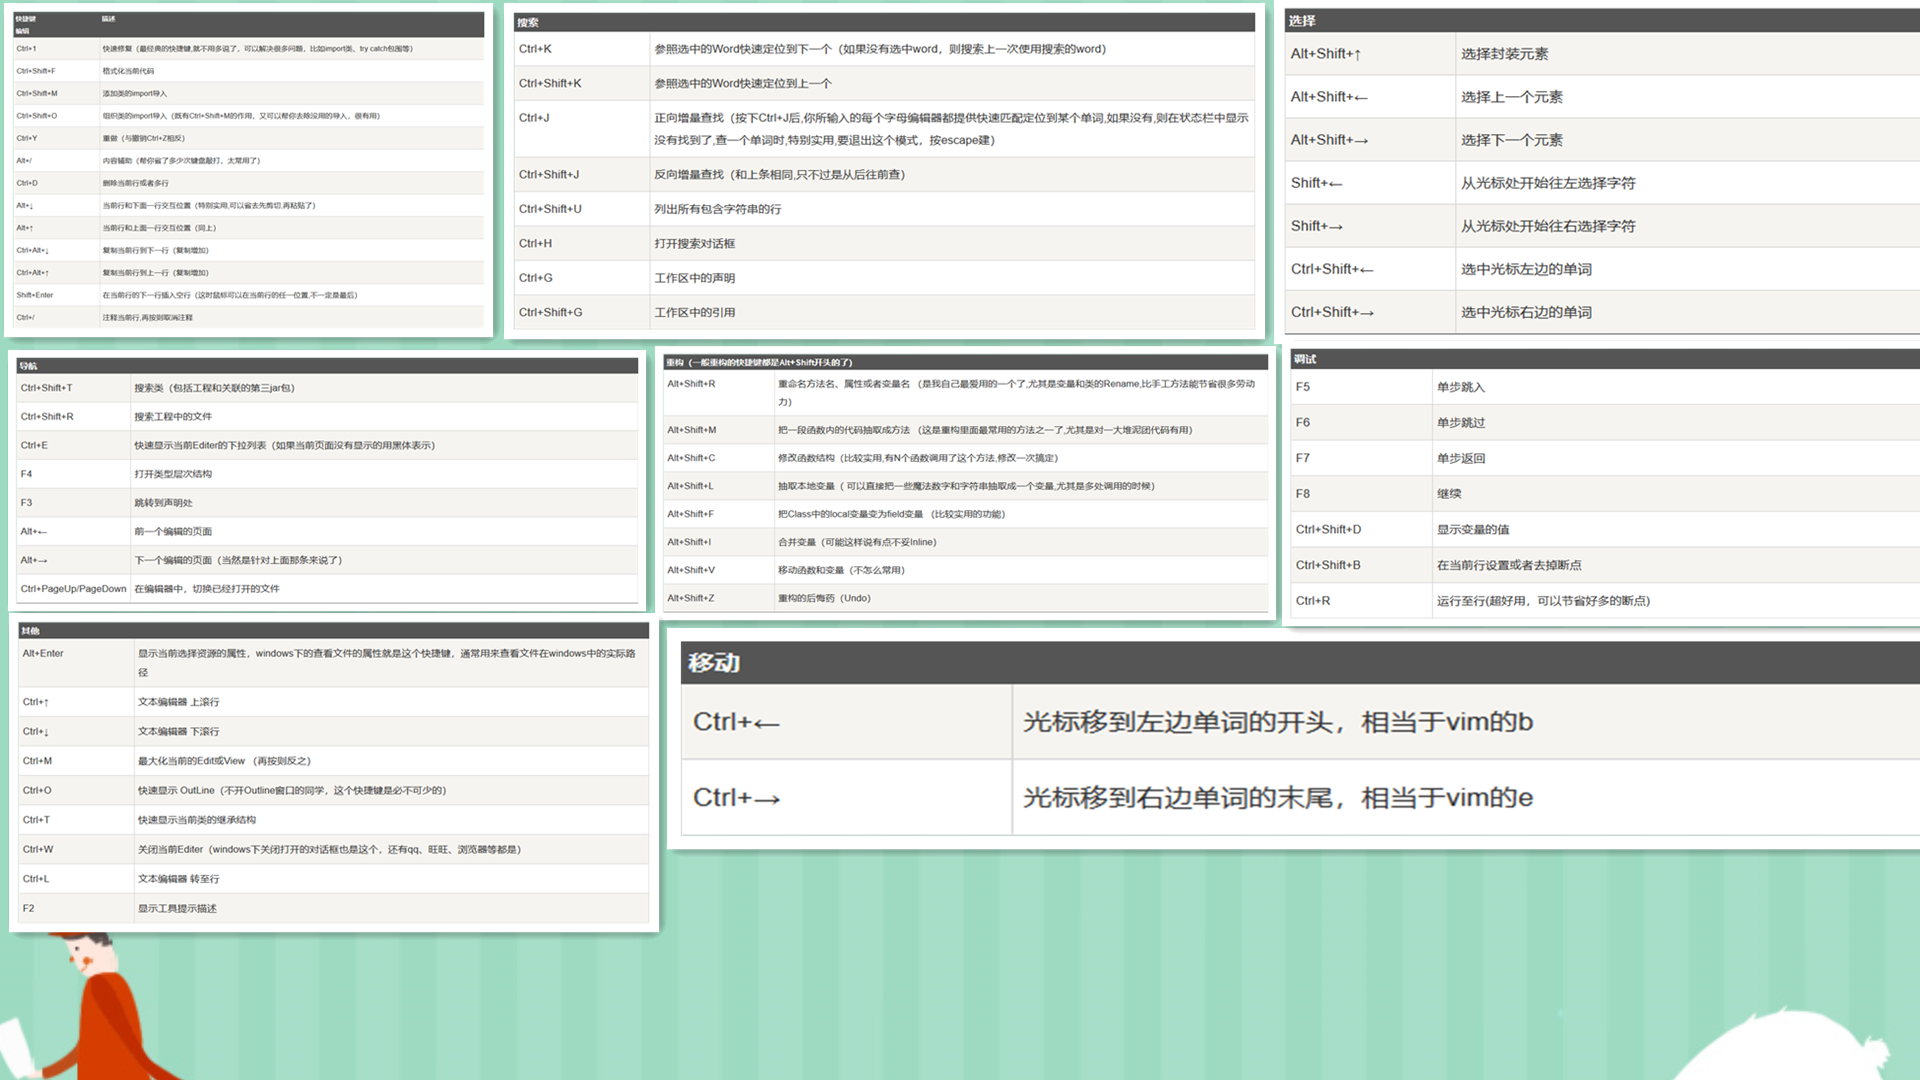 快捷键 描述
编辑
Ctrl+1 快速修复（最经典的快捷键,就不用多说了，可以解决很多问题，比如import类、try catch包围等）
Ctrl+Shift+F 格式化当前代码
Ctrl+Shift+M 添加类的import导入
Ctrl+Shift+O 组织类的import导入（既有Ctrl+Shift+M的作用，又可以帮你去除没用的导入，很有用）
Ctrl+Y 重做（与撤销Ctrl+Z相反）
Alt+/ 内容辅助（帮你省了多少次键盘敲打，太常用了）
Ctrl+D 删除当前行或者多行
Alt+↓ 当前行和下面一行交互位置（特别实用,可以省去先剪切,再粘贴了）
Alt+↑ 当前行和上面一行交互位置（同上）
Ctrl+Alt+↓ 复制当前行到下一行（复制增加）
Ctrl+Alt+↑ 复制当前行到上一行（复制增加）
Shift+Enter 在当前行的下一行插入空行（这时鼠标可以在当前行的任一位置,不一定是最后）
Ctrl+/ 注释当前行,再按则取消注释
搜索
Ctrl+K 参照选中的Word快速定位到下一个（如果没有选中word，则搜索上一次使用搜索的word）
Ctrl+Shift+K 参照选中的Word快速定位到上一个
Ctrl+J 正向增量查找（按下Ctrl+J后,你所输入的每个字母编辑器都提供快速匹配定位到某个单词,如果没有,则在状态栏中显示
没有找到了,查一个单词时,特别实用,要退出这个模式，按escape建）
Ctrl+Shift+J 反向增量查找（和上条相同,只不过是从后往前查）
Ctrl+Shift+U 列出所有包含字符串的行
Ctrl+H 打开搜索对话框
Ctrl+G 工作区中的声明
Ctrl+Shift+G 工作区中的引用
选择
Alt+Shift+↑ 选择封装元素
Alt+Shift+← 选择上一个元素
Alt+Shift+→ 选择下一个元素
Shift+← 从光标处开始往左选择字符
Shift+→ 从光标处开始往右选择字符
Ctrl+Shift+← 选中光标左边的单词
Ctrl+Shift+→ 选中光标右边的单词
导航
Ctrl+Shift+T 搜索类（包括工程和关联的第三jar包）
Ctrl+Shift+R 搜索工程中的文件
Ctrl+E 快速显示当前Editer的下拉列表（如果当前页面没有显示的用黑体表示）
F4 打开类型层次结构
F3 跳转到声明处
Alt+← 前一个编辑的页面
Alt+→ 下一个编辑的页面（当然是针对上面那条来说了）
Ctrl+PageUp/PageDown 在编辑器中，切换已经打开的文件
重构（一般重构的快捷键都是Alt+Shift开头的了）
Alt+Shift+R 重命名方法名、属性或者变量名 （是我自己最爱用的一个了,尤其是变量和类的Rename,比手工方法能节省很多劳动
力）
Alt+Shift+M 把一段函数内的代码抽取成方法 （这是重构里面最常用的方法之一了,尤其是对一大堆泥团代码有用）
Alt+Shift+C 修改函数结构（比较实用,有N个函数调用了这个方法,修改一次搞定）
Alt+Shift+L 抽取本地变量（ 可以直接把一些魔法数字和字符串抽取成一个变量,尤其是多处调用的时候）
Alt+Shift+F 把Class中的local变量变为field变量 （比较实用的功能）
Alt+Shift+I 合并变量（可能这样说有点不妥Inline）
Alt+Shift+V 移动函数和变量（不怎么常用）
Alt+Shift+Z 重构的后悔药（Undo）
调试
F5 单步跳入
F6 单步跳过
F7 单步返回
F8 继续
Ctrl+Shift+D 显示变量的值
Ctrl+Shift+B 在当前行设置或者去掉断点
Ctrl+R 运行至行(超好用，可以节省好多的断点)
其他
Alt+Enter 显示当前选择资源的属性，windows下的查看文件的属性就是这个快捷键，通常用来查看文件在windows中的实际路
径
Ctrl+↑ 文本编辑器 上滚行
Ctrl+↓ 文本编辑器 下滚行
Ctrl+M 最大化当前的Edit或View （再按则反之）
Ctrl+O 快速显示 OutLine（不开Outline窗口的同学，这个快捷键是必不可少的）
Ctrl+T 快速显示当前类的继承结构
Ctrl+W 关闭当前Editer（windows下关闭打开的对话框也是这个，还有qq、旺旺、浏览器等都是）
Ctrl+L 文本编辑器 转至行
F2 显示工具提示描述
移动
Ctrl+← 光标移到左边单词的开头，相当于vim的b
Ctrl+→ 光标移到右边单词的末尾，相当于vim的e